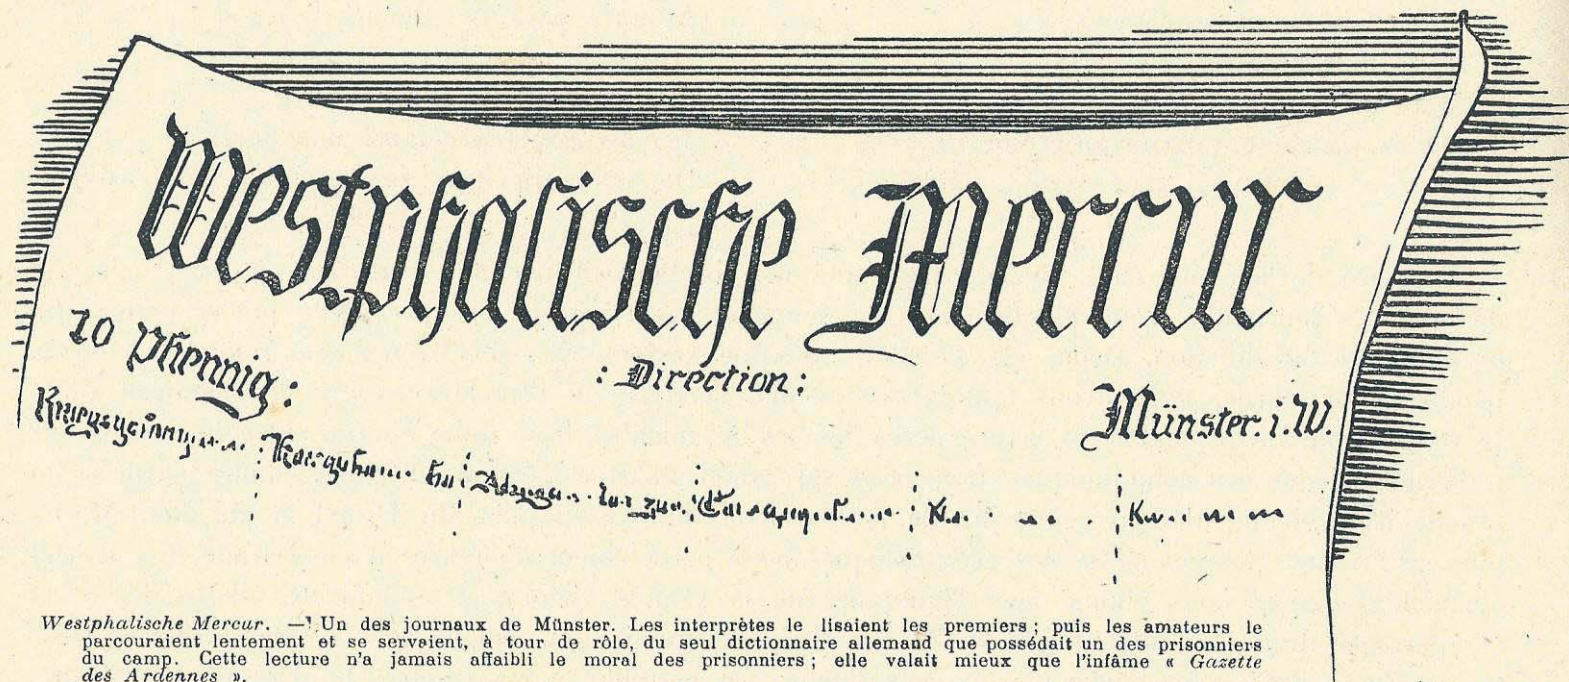 Westphalische Mercur
10 Pfennig:
: Direction:
Münster. i. W.
Westphalische Mercur. — Un des journaux de Münster. Les interprètes le lisaient les premiers ; puis les amateurs le
parcouraient lentement et se servaient, à tour de rôle, du seul dictionnaire allemand que possédait un des prisonniers
du camp. Cette lecture n'a jamais affaibli le moral des prisonniers ; elle valait mieux que l'infâme « Gazette
des Ardennes ».